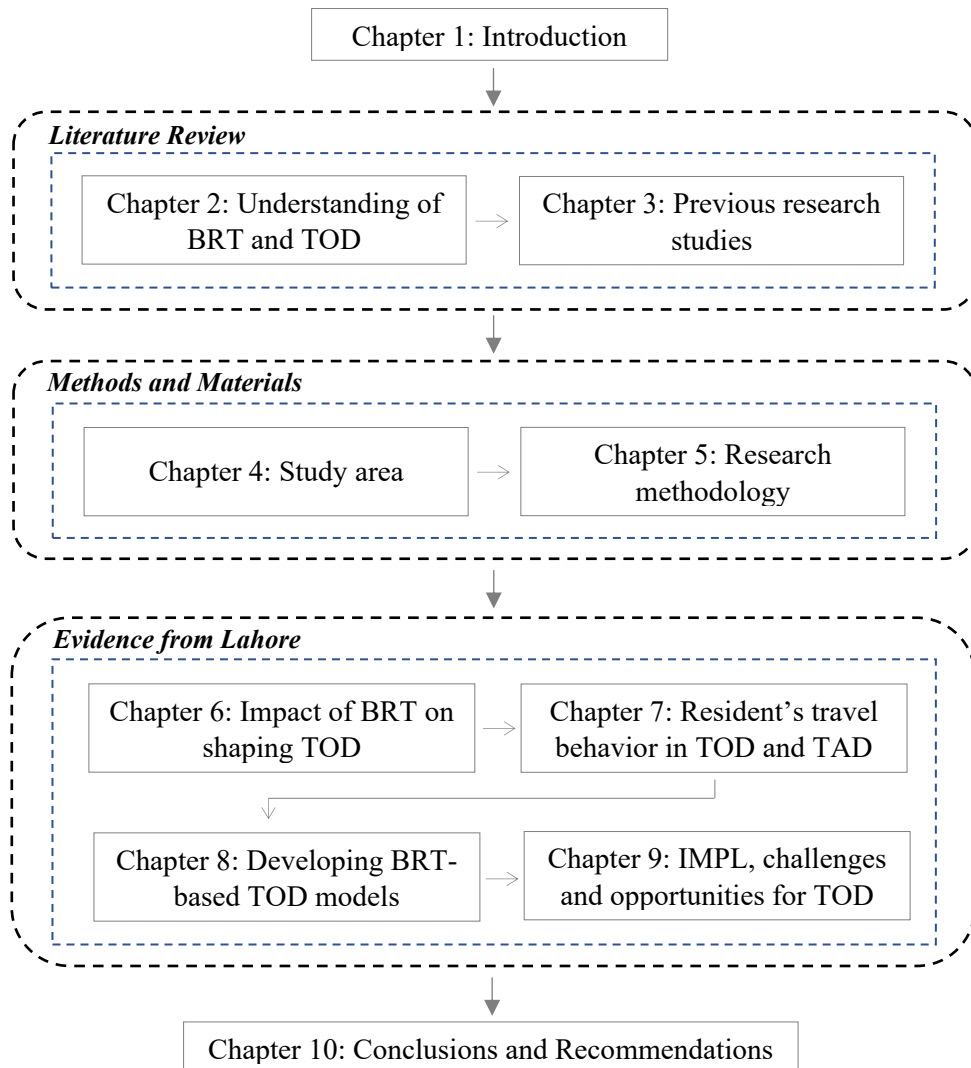 Chapter 1: Introduction
Literature Review
Chapter 2: Understanding of
BRT and TOD
Chapter 3: Previous research
studies
Methods and Materials
Chapter 4: Study area
Chapter 5: Research
methodology
Evidence from Lahore
Chapter 6: Impact of BRT on
shaping TOD
Chapter 7: Resident’s travel
behavior in TOD and TAD
Chapter 8: Developing BRT-
based TOD models
Chapter 9: IMPL, challenges
and opportunities for TOD
Chapter 10: Conclusions and Recommendations